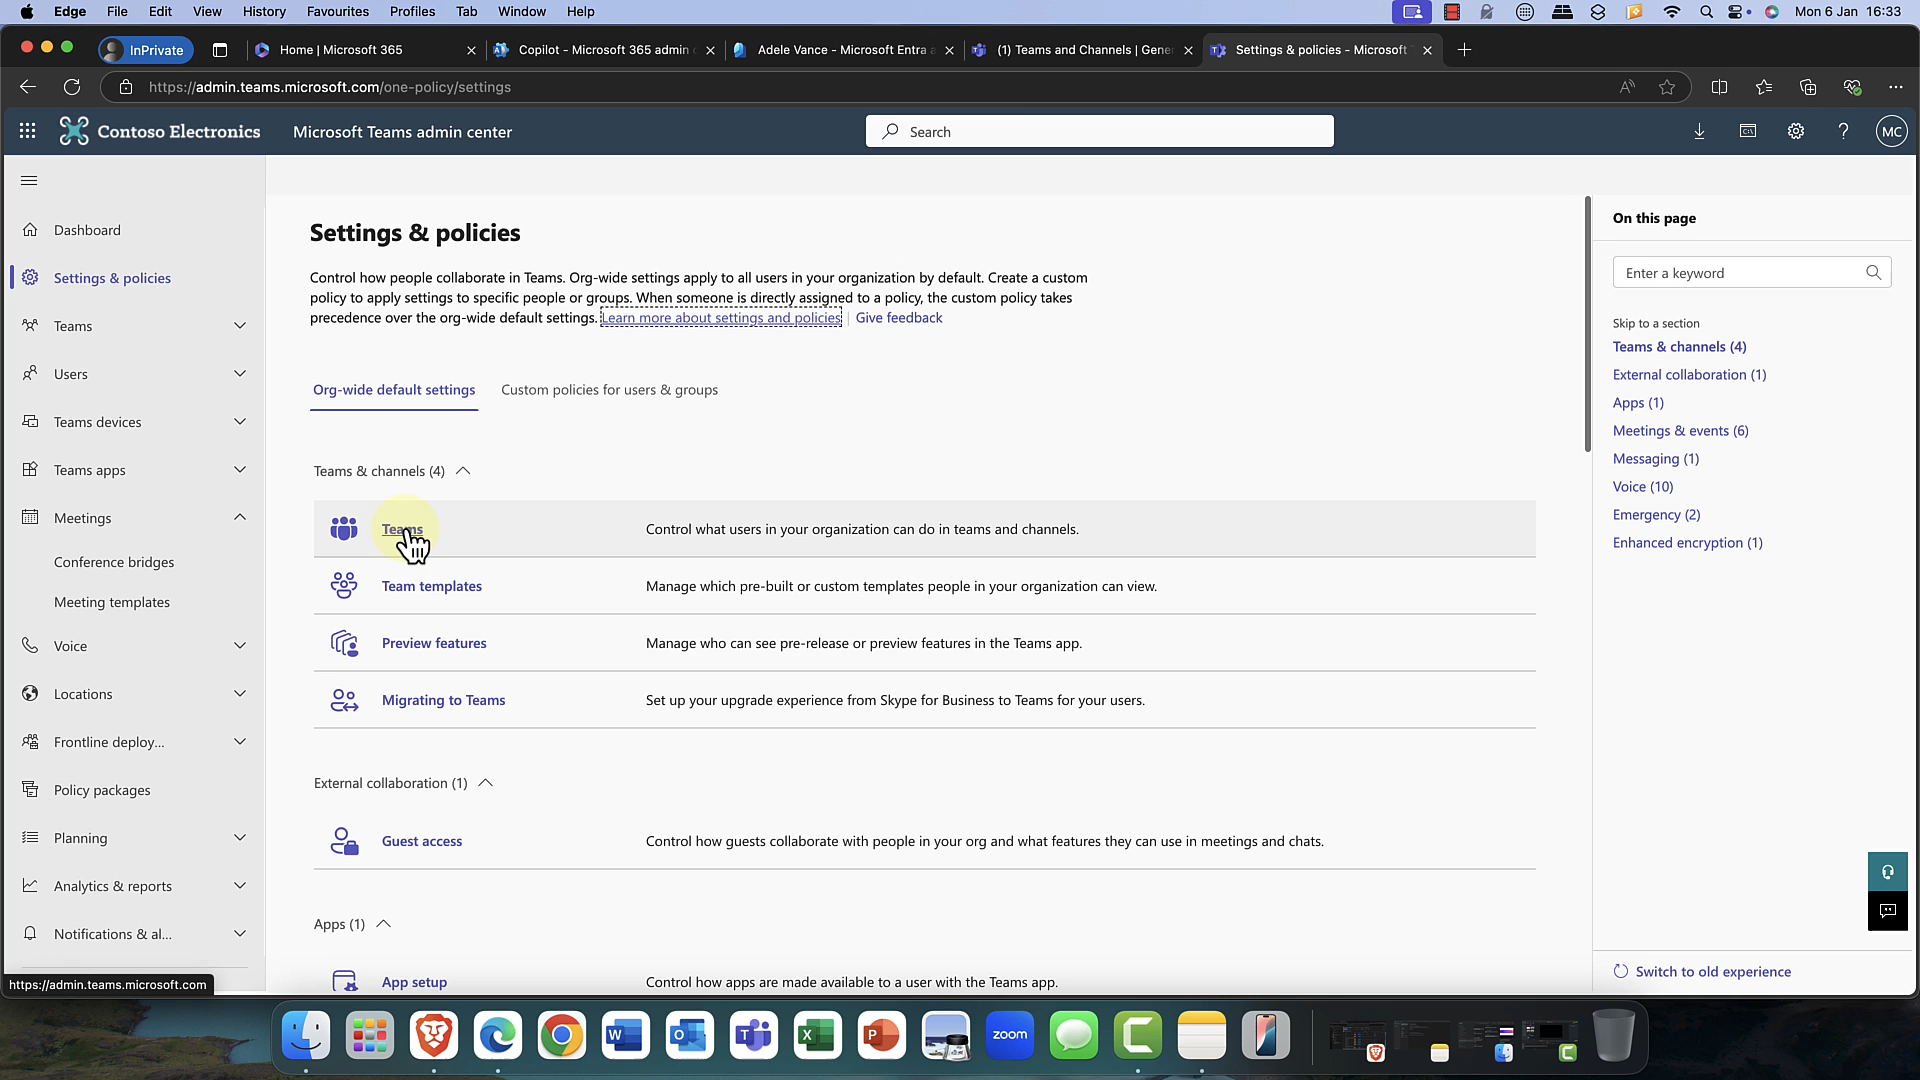 Edge File Edit View History Favourites Profiles Tab Window Help Mon 6 Jan 16:33
InPrivate Home | Microsoft 365 Copilot - Microsoft 365 admin c Adele Vance - Microsoft Entra a (1) Teams and Channels | Gene Settings & policies - Microsoft T
https://admin.teams.microsoft.com/one-policy/settings
Contoso Electronics Microsoft Teams admin center Search MC
Dashboard
Settings & policies
Teams
Users
Teams devices
Teams apps
Meetings
Conference bridges
Meeting templates
Voice
Locations
Frontline deploy...
Policy packages
Planning
Analytics & reports
Notifications & al...
https://admin.teams.microsoft.com
Settings & policies
Control how people collaborate in Teams. Org-wide settings apply to all users in your organization by default. Create a custom
policy to apply settings to specific people or groups. When someone is directly assigned to a policy, the custom policy takes
precedence over the org-wide default settings. Learn more about settings and policies | Give feedback
Org-wide default settings Custom policies for users & groups
Teams & channels (4)
Teams Control what users in your organization can do in teams and channels.
Team templates Manage which pre-built or custom templates people in your organization can view.
Preview features Manage who can see pre-release or preview features in the Teams app.
Migrating to Teams Set up your upgrade experience from Skype for Business to Teams for your users.
External collaboration (1)
Guest access Control how guests collaborate with people in your org and what features they can use in meetings and chats.
Apps (1)
App setup Control how apps are made available to a user with the Teams app.
On this page
Enter a keyword
Skip to a section
Teams & channels (4)
External collaboration (1)
Apps (1)
Meetings & events (6)
Messaging (1)
Voice (10)
Emergency (2)
Enhanced encryption (1)
Switch to old experience
zoom